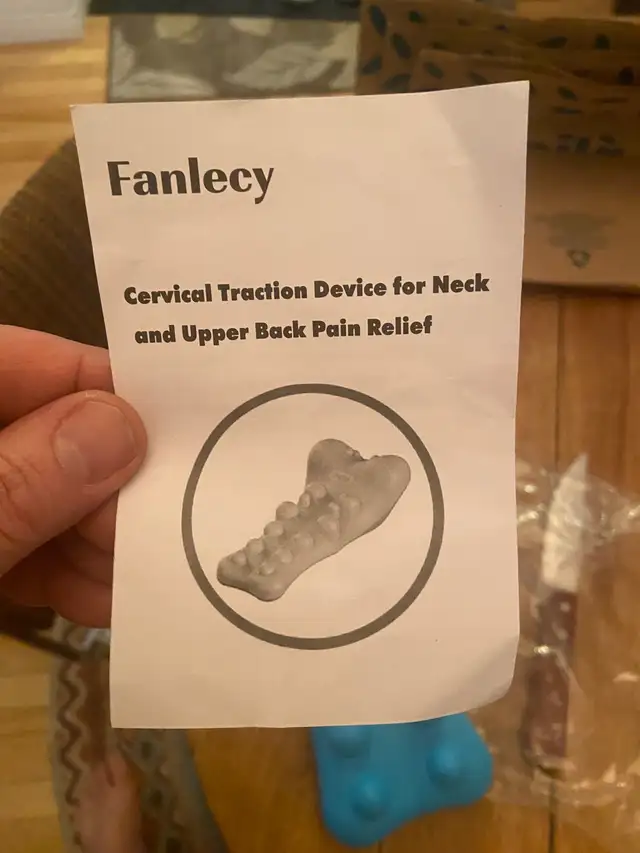 Fanlecy
Cervical Traction Device for Neck
and Upper Back Pain Relief